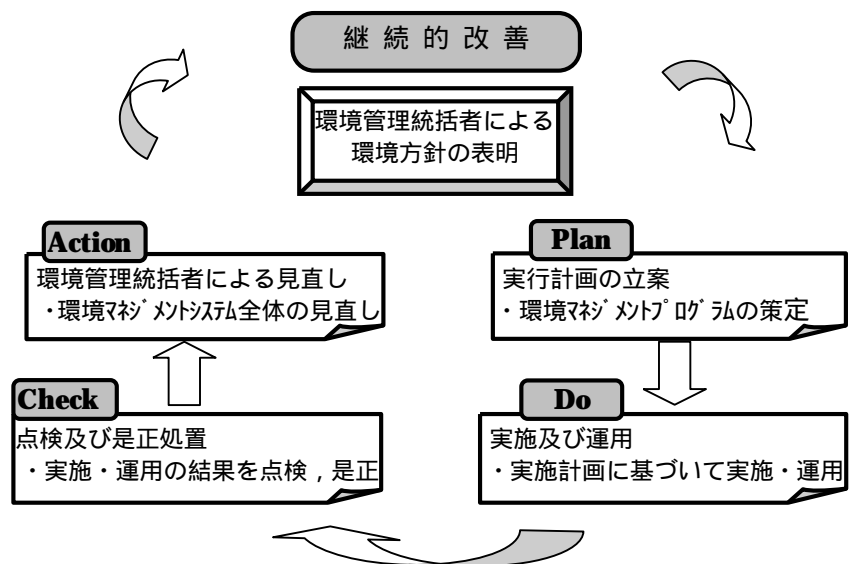 継続的改善
環境管理統括者による
環境方針の表明
Action
環境管理統括者による見直し
・環境ﾏﾈｼﾞﾒﾝﾄｼｽﾃﾑ全体の見直し
Plan
実行計画の立案
・環境ﾏﾈｼﾞﾒﾝﾄﾌﾟﾛｸﾞﾗﾑの策定
Check
点検及び是正処置
・実施・運用の結果を点検，是正
Do
実施及び運用
・実施計画に基づいて実施・運用